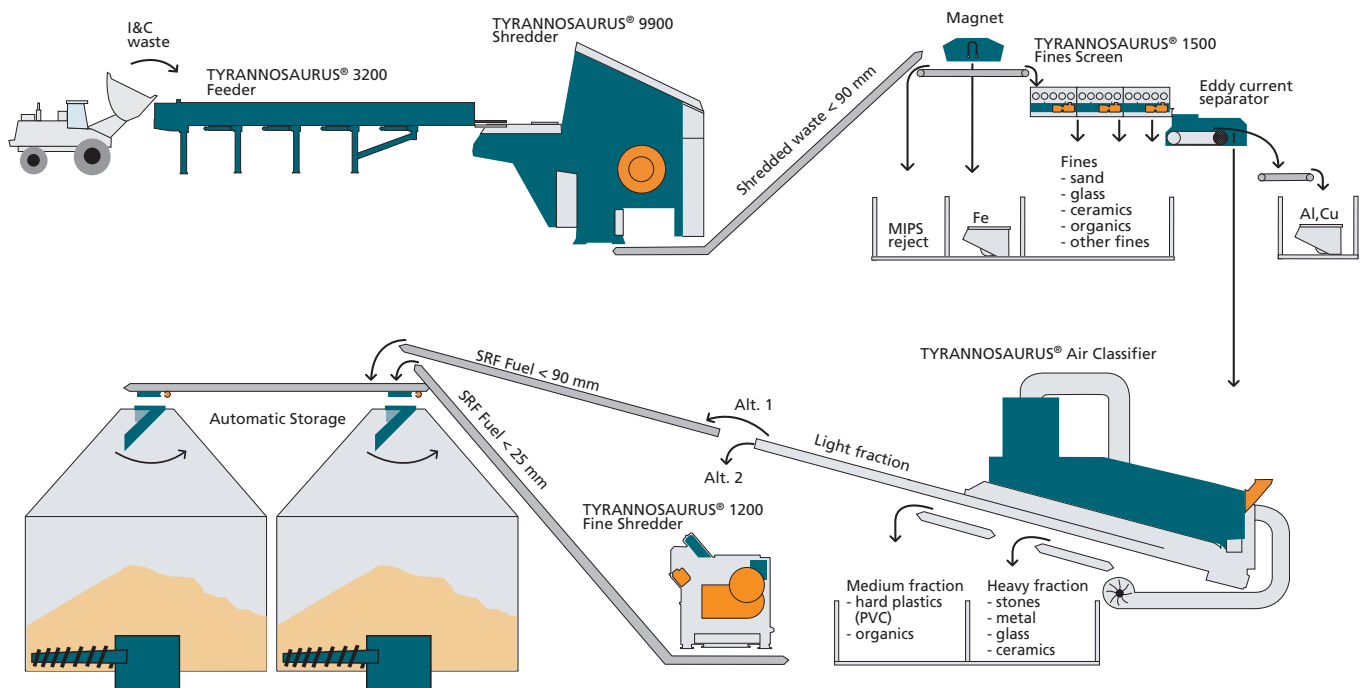 I&C
waste
TYRANNOSAURUS® 3200
Feeder
TYRANNOSAURUS® 9900
Shredder
Shredded waste < 90 mm
Magnet
TYRANNOSAURUS® 1500
Fines Screen
Eddy current
separator
MIPS
reject
Fe
Fines
- sand
- glass
- ceramics
- organics
- other fines
Al,Cu
TYRANNOSAURUS® Air Classifier
SRF Fuel < 90 mm
SRF Fuel < 25 mm
Automatic Storage
Alt. 1
Alt. 2
Light fraction
TYRANNOSAURUS® 1200
Fine Shredder
Medium fraction
- hard plastics
(PVC)
- organics
Heavy fraction
- stones
- metal
- glass
- ceramics